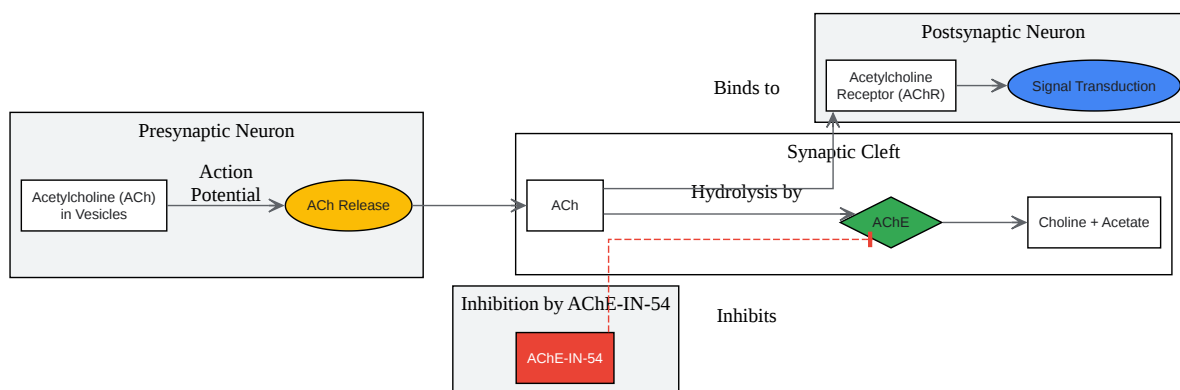 Postsynaptic Neuron
Binds to
Acetylcholine
Receptor (AChR)
Signal Transduction
Presynaptic Neuron
Action
Potential
Acetylcholine (ACh)
in Vesicles
ACh Release
Synaptic Cleft
ACh
Hydrolysis by
AChE
Choline + Acetate
Inhibition by AChE-IN-54
Inhibits
AChE-IN-54